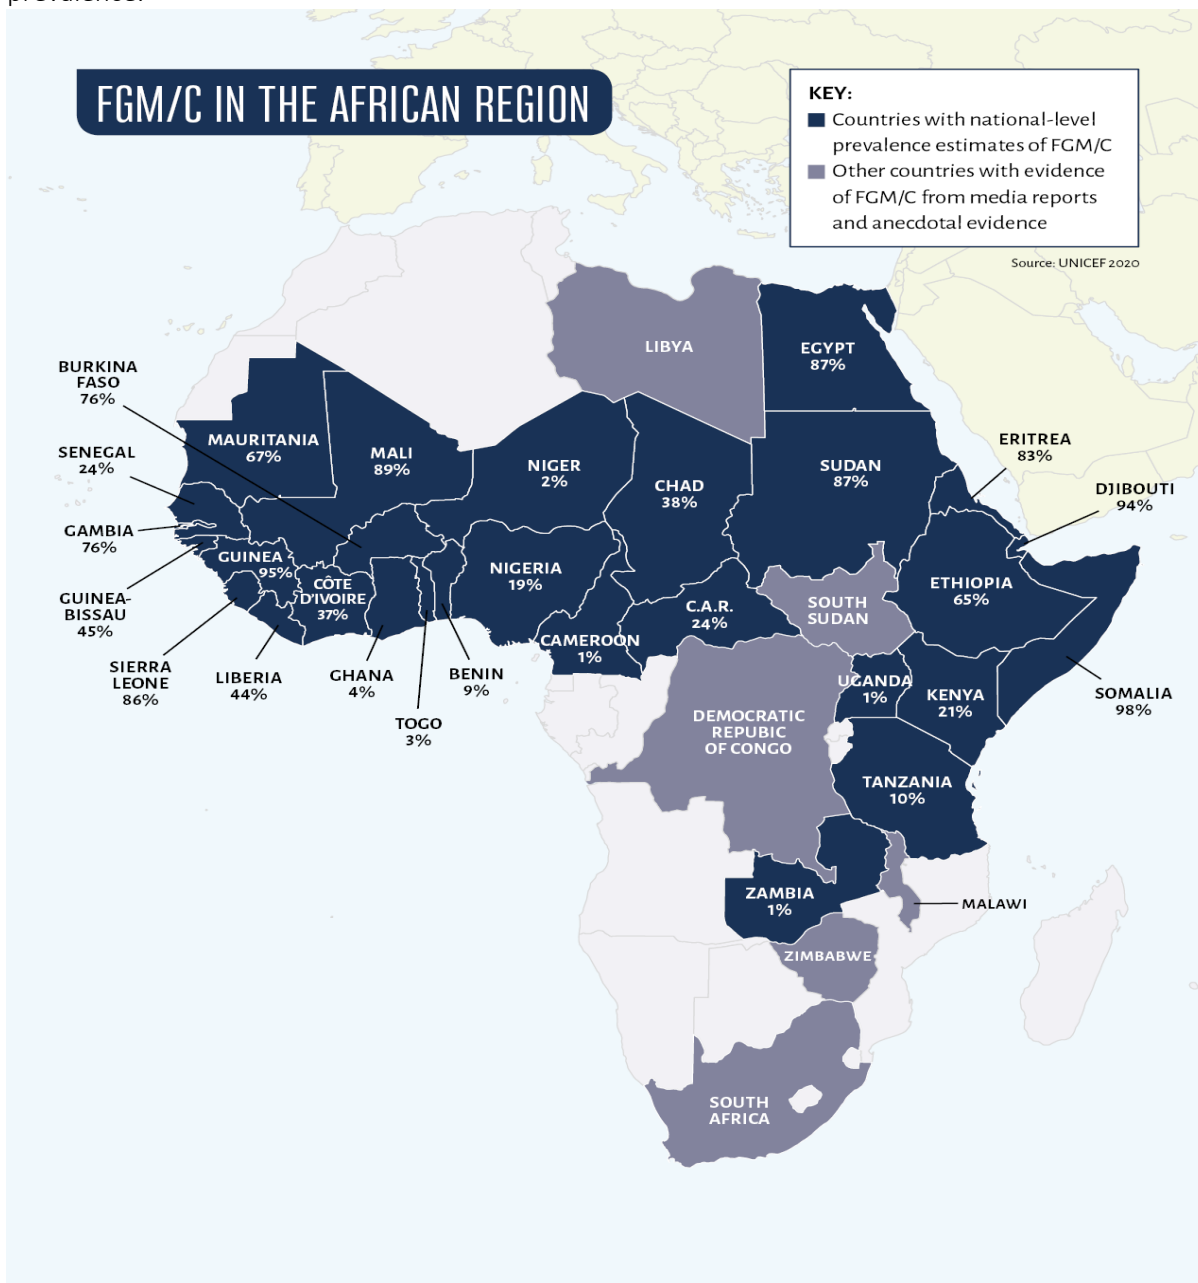 prevalence.
FGM/C IN THE AFRICAN REGION
KEY:
Countries with national-level
prevalence estimates of FGM/C
Other countries with evidence
of FGM/C from media reports
and anecdotal evidence
Source: UNICEF 2020
LIBYA
EGYPT
87%
BURKINA
FASO
76%
MAURITANIA
67%
MALI
89%
NIGER
2%
CHAD
38%
SUDAN
87%
ERITREA
83%
DJIBOUTI
94%
SENEGAL
24%
GAMBIA
76%
GUINEA
95%
CÔTE
D'IVOIRE
37%
NIGERIA
19%
ETHIOPIA
65%
GUINEA-
BISSAU
45%
C.A.R.
24%
SOUTH
SUDAN
CAMEROON
1%
SIERRA
LEONE
86%
LIBERIA
44%
GHANA
4%
BENIN
9%
TOGO
3%
UGANDA
1%
KENYA
21%
SOMALIA
98%
DEMOCRATIC
REPUBLIC
OF CONGO
TANZANIA
10%
ZAMBIA
1%
MALAWI
ZIMBABWE
SOUTH
AFRICA